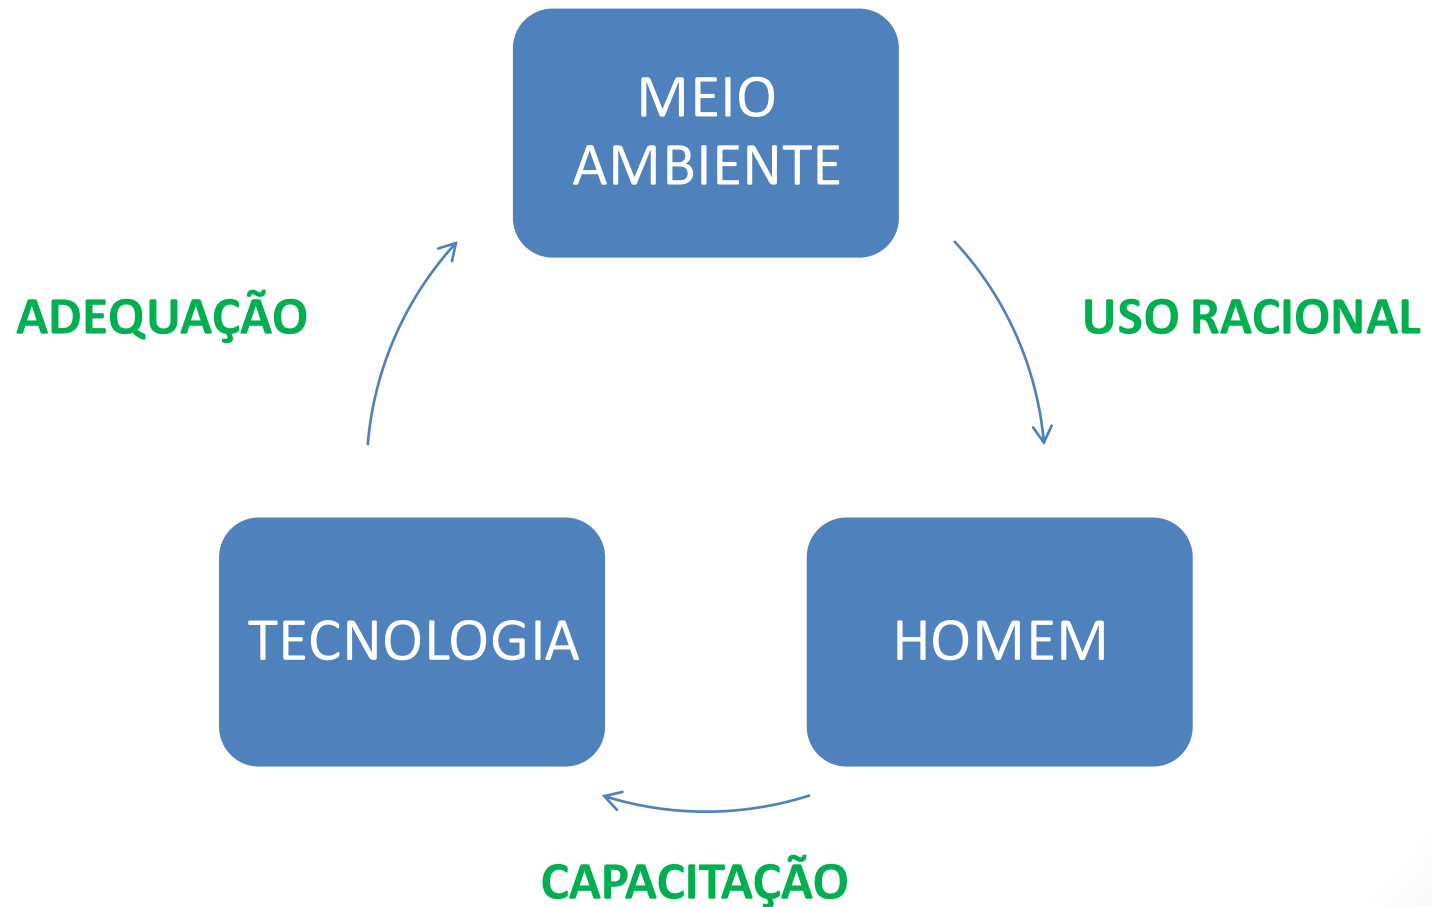 MEIO
AMBIENTE
ADEQUAÇÃO
USO RACIONAL
TECNOLOGIA
HOMEM
CAPACITAÇÃO